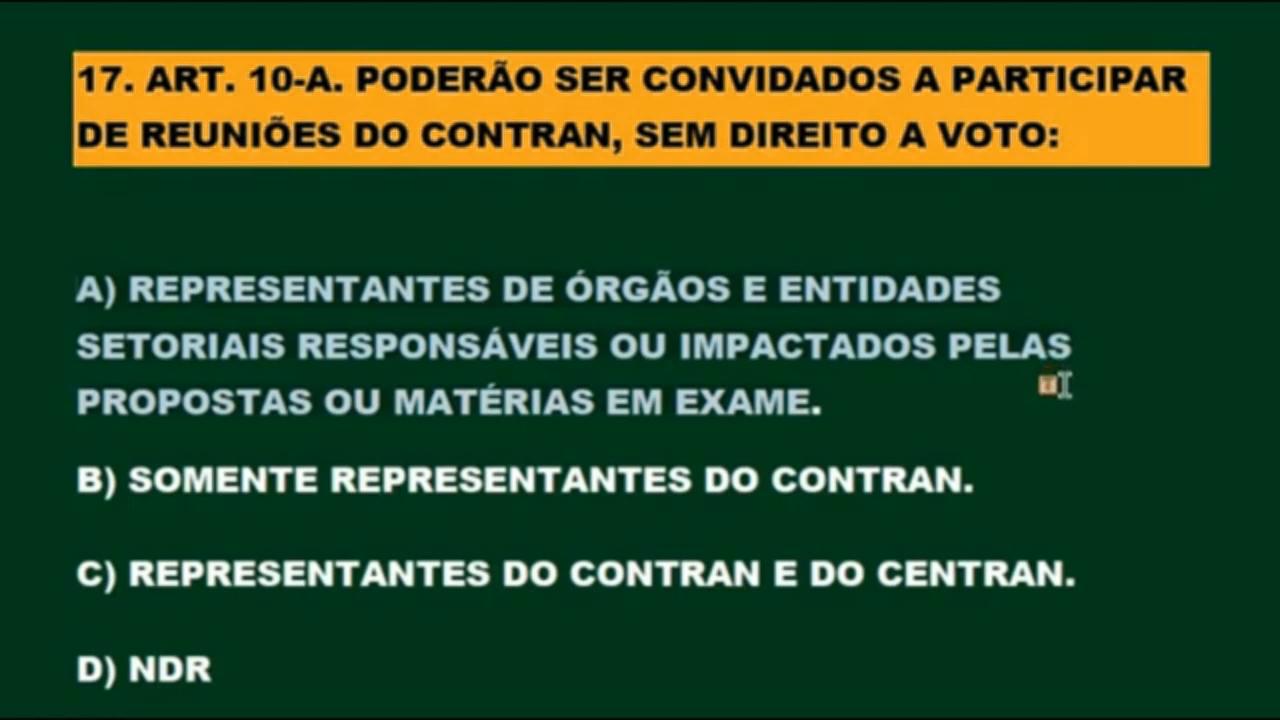 17. ART. 10-A. PODERÃO SER CONVIDADOS A PARTICIPAR
DE REUNIÕES DO CONTRAN, SEM DIREITO A VOTO:
A) REPRESENTANTES DE ÓRGÃOS E ENTIDADES
SETORIAIS RESPONSÁVEIS OU IMPACTADOS PELAS
PROPOSTAS OU MATÉRIAS EM EXAME.
B) SOMENTE REPRESENTANTES DO CONTRAN.
C) REPRESENTANTES DO CONTRAN E DO CENTRAN.
D) NDR